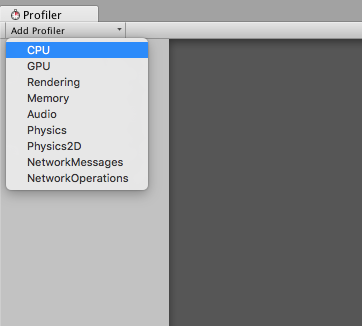 Profiler
Add Profiler
CPU
GPU
Rendering
Memory
Audio
Physics
Physics2D
NetworkMessages
NetworkOperations